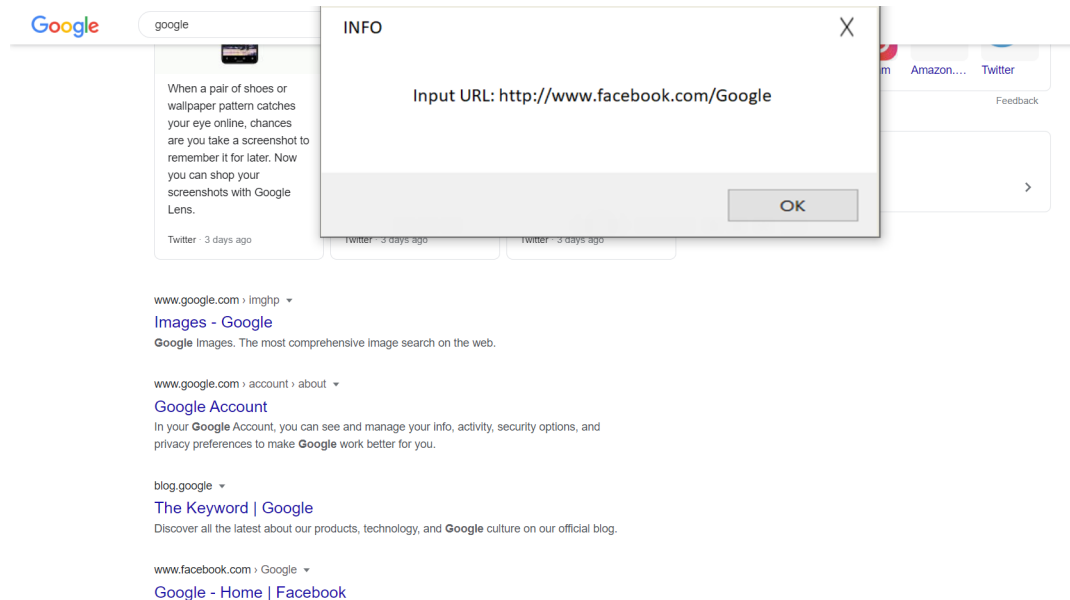 Google
google
INFO
X
Input URL: http://www.facebook.com/Google
OK
m
Amazon....
Twitter
Feedback
When a pair of shoes or
wallpaper pattern catches
your eye online, chances
are you take a screenshot to
remember it for later. Now
you can shop your
screenshots with Google
Lens.
Twitter · 3 days ago
Twitter · 3 days ago
Twitter · 3 days ago
www.google.com › imghp
Images - Google
Google Images. The most comprehensive image search on the web.
www.google.com › account › about
Google Account
In your Google Account, you can see and manage your info, activity, security options, and
privacy preferences to make Google work better for you.
blog.google
The Keyword | Google
Discover all the latest about our products, technology, and Google culture on our official blog.
www.facebook.com › Google
Google - Home | Facebook